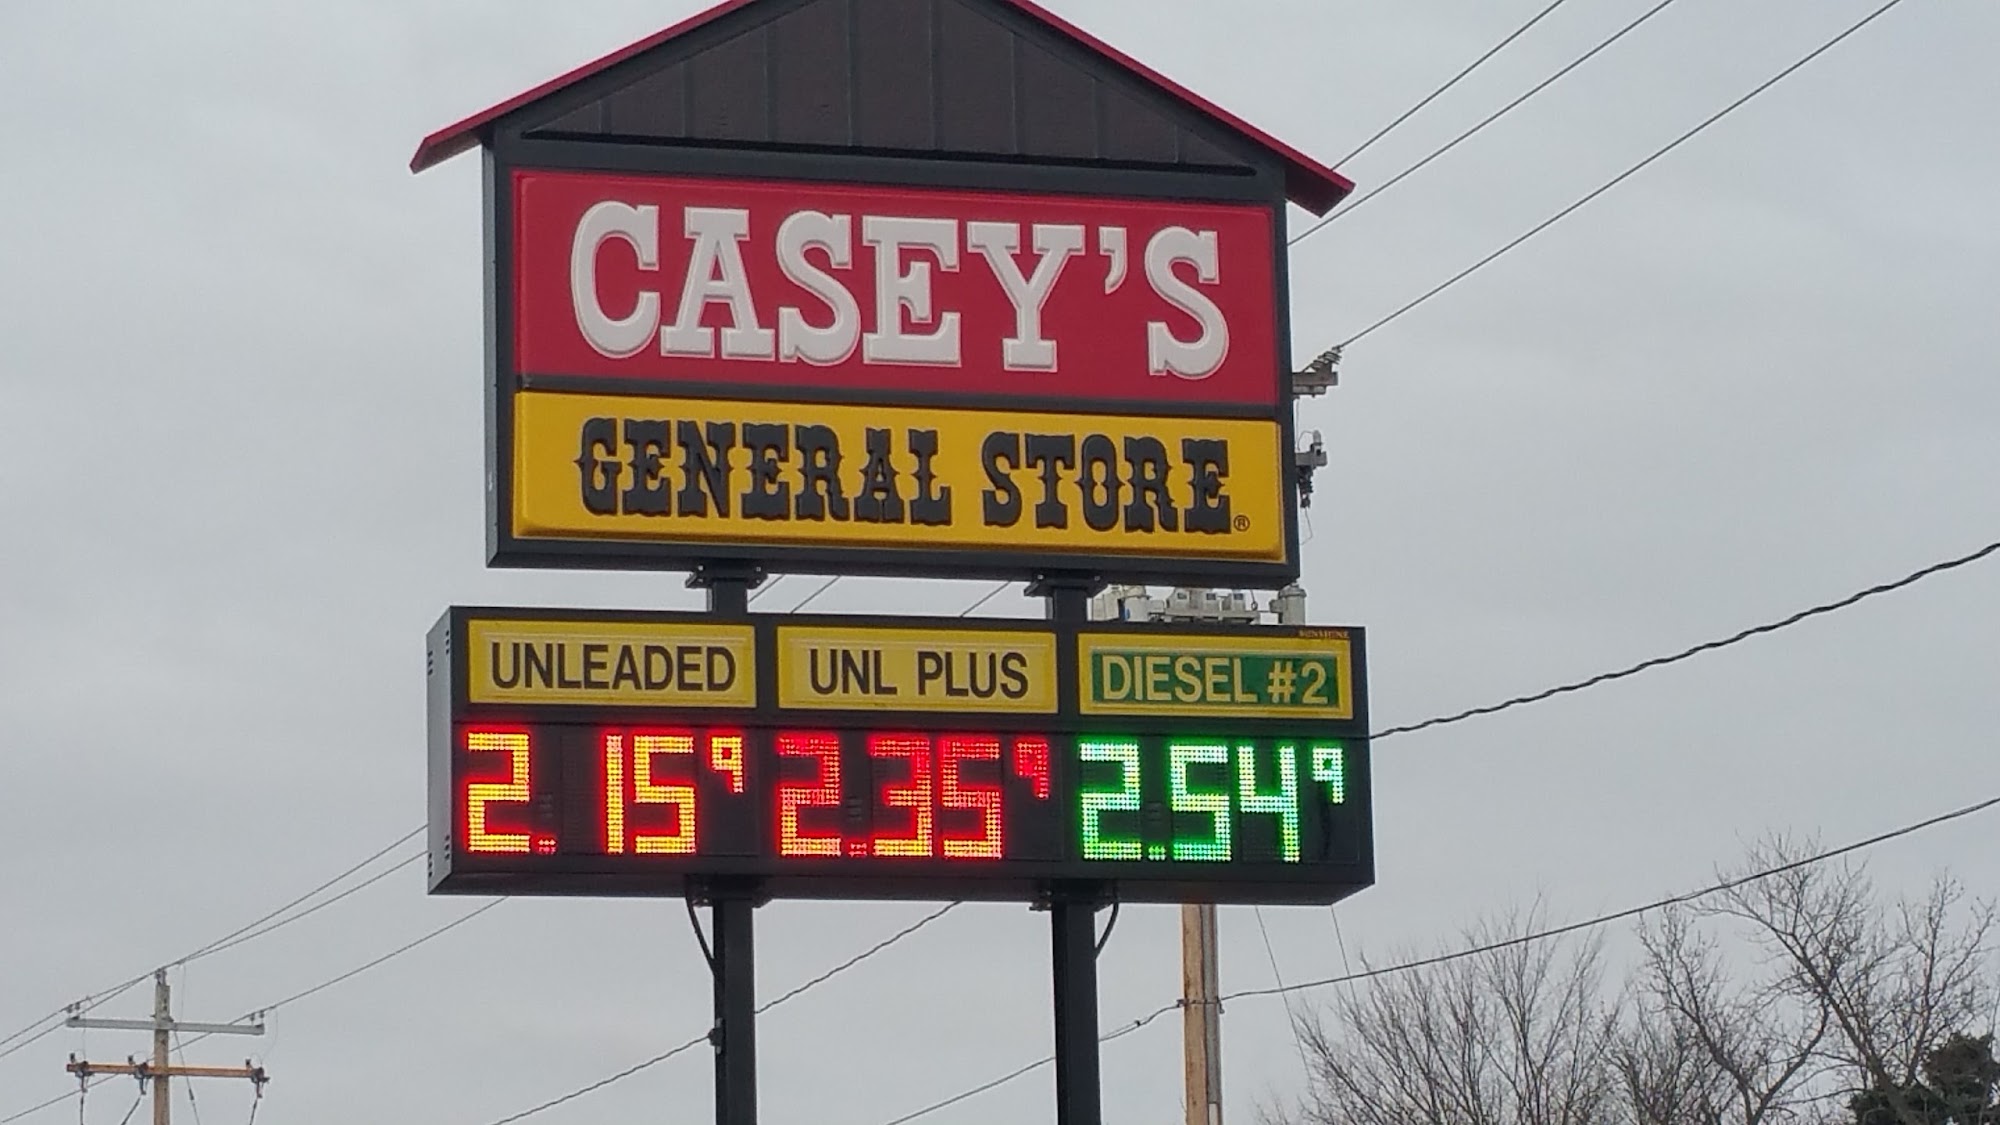 CASEY'S
GENERAL STORE®
UNLEADED UNL PLUS DIESEL #2
2.15⁹ 2.35⁹ 2.54⁹